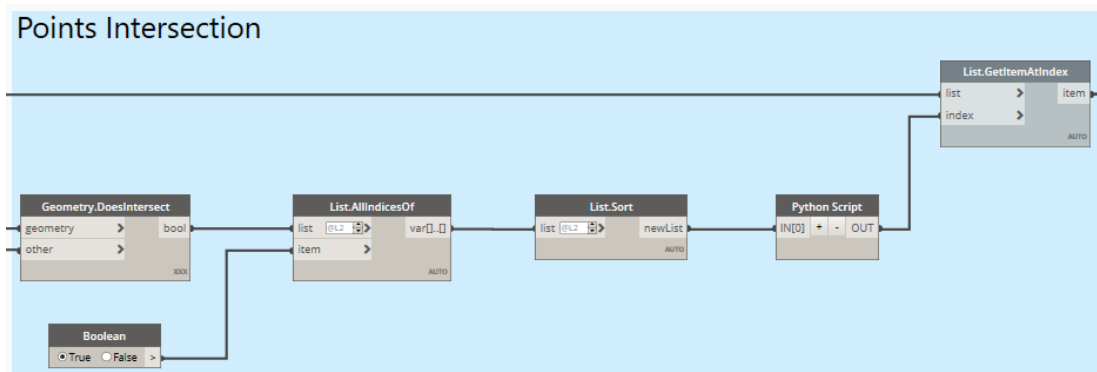 Points Intersection
List.GetItemAtIndex
list > item
index >
AUTO
Geometry.DoesIntersect
geometry > bool
other >
XXX
List.AllIndicesOf
list @L2 > var[]..[]
item >
AUTO
List.Sort
list @L2 > newList
AUTO
Python Script
IN[0] + - OUT
Boolean
True False >